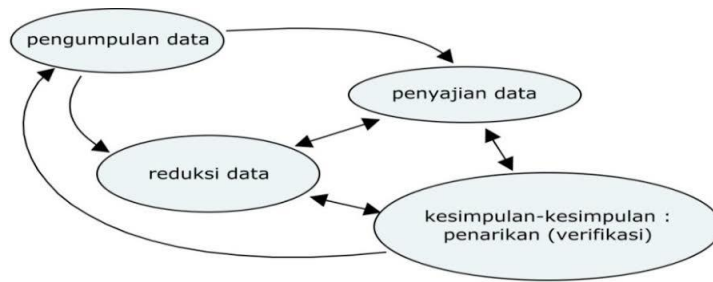 pengumpulan data
penyajian data
reduksi data
kesimpulan-kesimpulan :
penarikan (verifikasi)